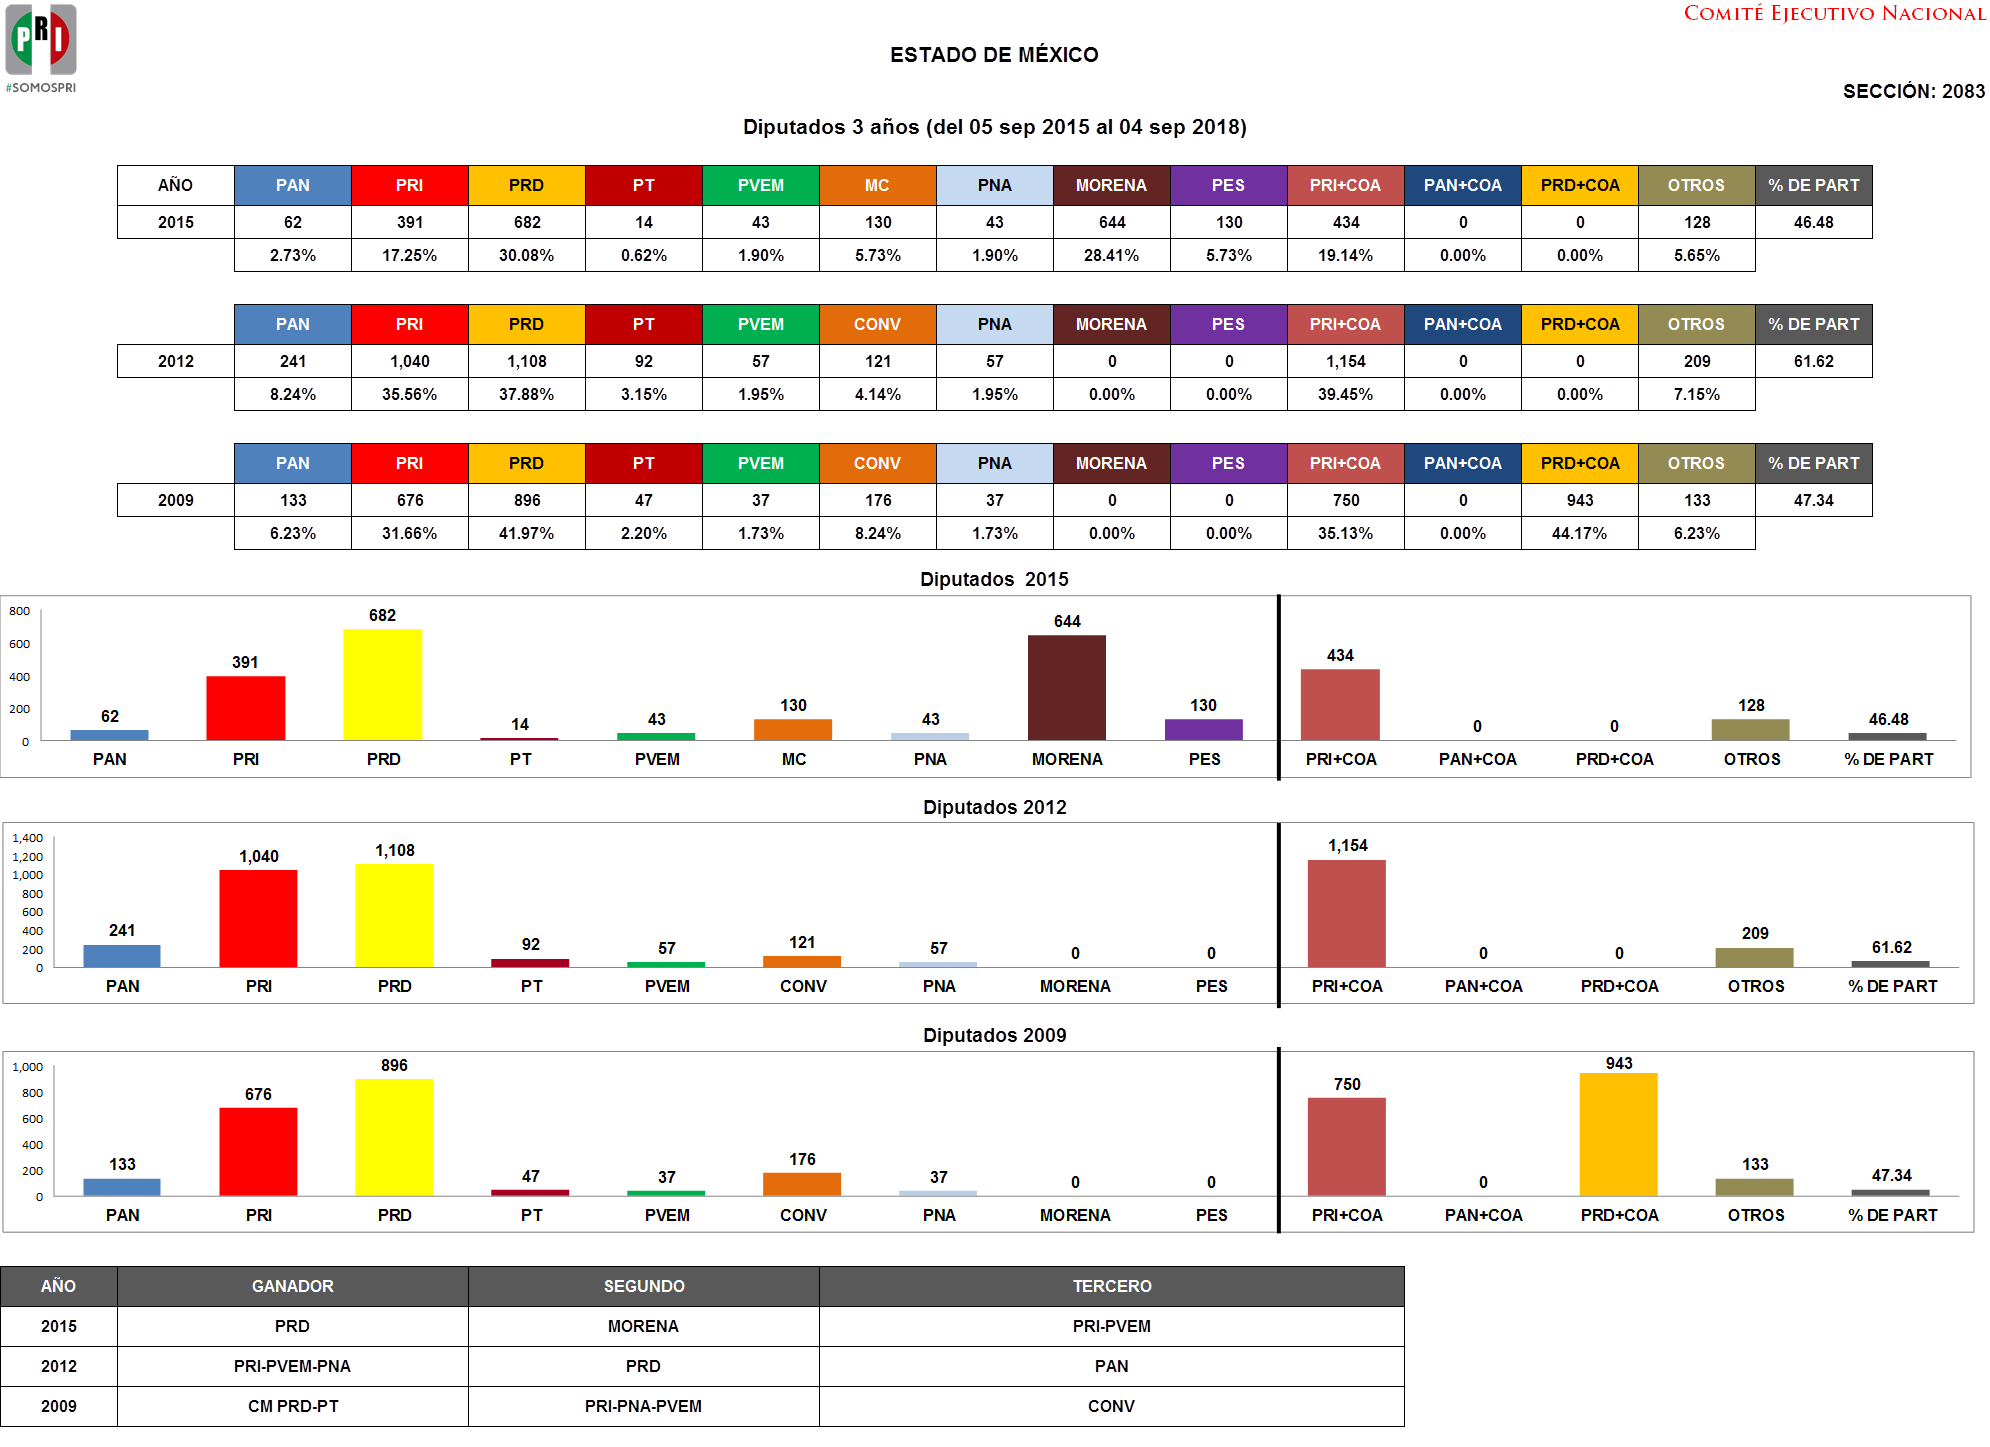 PRI
#SOMOSPRI
COMITÉ EJECUTIVO NACIONAL
ESTADO DE MÉXICO
SECCIÓN: 2083
Diputados 3 años (del 05 sep 2015 al 04 sep 2018)
AÑO PAN PRI PRD PT PVEM MC PNA MORENA PES PRI+COA PAN+COA PRD+COA OTROS % DE PART
2015 62 391 682 14 43 130 43 644 130 434 0 0 128 46.48
2.73% 17.25% 30.08% 0.62% 1.90% 5.73% 1.90% 28.41% 5.73% 19.14% 0.00% 0.00% 5.65%
PAN PRI PRD PT PVEM CONV PNA MORENA PES PRI+COA PAN+COA PRD+COA OTROS % DE PART
2012 241 1,040 1,108 92 57 121 57 0 0 1,154 0 0 209 61.62
8.24% 35.56% 37.88% 3.15% 1.95% 4.14% 1.95% 0.00% 0.00% 39.45% 0.00% 0.00% 7.15%
PAN PRI PRD PT PVEM CONV PNA MORENA PES PRI+COA PAN+COA PRD+COA OTROS % DE PART
2009 133 676 896 47 37 176 37 0 0 750 0 943 133 47.34
6.23% 31.66% 41.97% 2.20% 1.73% 8.24% 1.73% 0.00% 0.00% 35.13% 0.00% 44.17% 6.23%
Diputados 2015
800
600
400
200
0
62 391 682 14 43 130 43 644 130 434 0 0 128 46.48
PAN PRI PRD PT PVEM MC PNA MORENA PES PRI+COA PAN+COA PRD+COA OTROS % DE PART
Diputados 2012
1,400
1,200
1,000
800
600
400
200
0
241 1,040 1,108 92 57 121 57 0 0 1,154 0 0 209 61.62
PAN PRI PRD PT PVEM CONV PNA MORENA PES PRI+COA PAN+COA PRD+COA OTROS % DE PART
Diputados 2009
1,000
800
600
400
200
0
133 676 896 47 37 176 37 0 0 750 0 943 133 47.34
PAN PRI PRD PT PVEM CONV PNA MORENA PES PRI+COA PAN+COA PRD+COA OTROS % DE PART
AÑO GANADOR SEGUNDO TERCERO
2015 PRD MORENA PRI-PVEM
2012 PRI-PVEM-PNA PRD PAN
2009 CM PRD-PT PRI-PNA-PVEM CONV